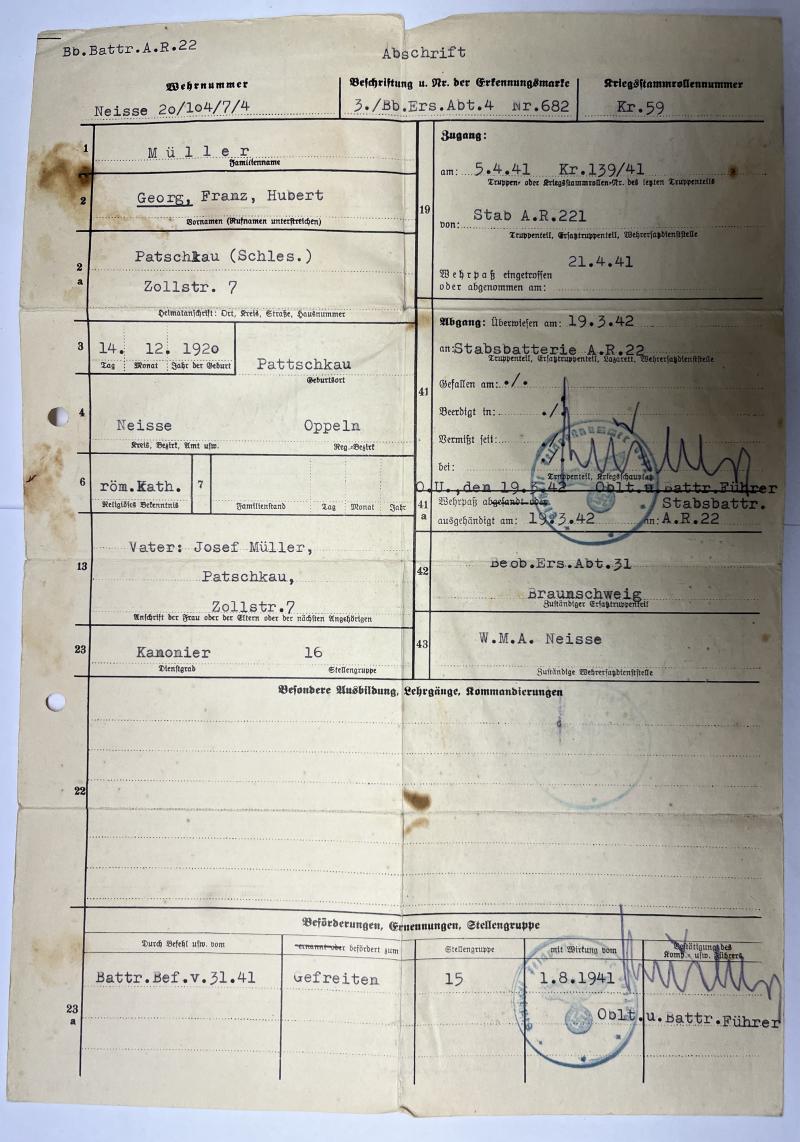 Bb.Battr.A.R.22
Abschrift
Wehrnummer
Neisse 20/104/7/4
Beschriftung u. Nr. der Erkennungsmarke
3./Bb.Ers.Abt.4 Nr.682
Kriegsstammrollennummer
Kr.59
1
Müller
Familienname
2
Georg, Franz, Hubert
Vornamen (Rufnamen unterstreichen)
2
a
Patschkau (Schles.)
Zollstr. 7
Heimatanschrift: Ort, Kreis, Straße, Hausnummer
3
14. 12. 1920
Tag Monat Jahr der Geburt
Pattschkau
Geburtsort
4
Neisse Oppeln
Kreis, Bezirk, Amt usw. Reg.-Bezirk
6
röm.Kath.
Religiöses Bekenntnis
7
Familienstand Tag Monat Jahr
13
Vater: Josef Müller,
Patschkau,
Zollstr.7
Anschrift der Frau oder der Eltern oder der nächsten Angehörigen
23
Kanonier 16
Dienstgrad Stellengruppe
19
Zugang:
am: 5.4.41 Kr.139/41
Truppen- oder Kriegsstammrollen-Nr. des letzten Truppenteils
von: Stab A.R.221
Truppenteil, Ersatztruppenteil, Wehrersatzdienststelle
21.4.41
Wehrpaß eingetroffen
oder abgenommen am:
41
Abgang: Überwiesen am: 19.3.42
an: Stabsbatterie A.R.22
Truppenteil, Ersatztruppenteil, Lazarett, Wehrersatzdienststelle
Gefallen am: ./.
Beerdigt in: ./.
Vermißt seit:
bei:
Truppenteil, Kriegsschauplatz
O.U.,den 19.3.42 Oblt.u.Battr.Führer
41
a
Wehrpaß abgesandt oder Stabsbattr.
ausgehändigt am: 19.3.42 an: A.R.22
42
Beob.Ers.Abt.31
Braunschweig
Zuständiger Ersatztruppenteil
43
W.M.A. Neisse
Zuständige Wehrersatzdienststelle
22
Besondere Ausbildung, Lehrgänge, Kommandierungen
Beförderungen, Ernennungen, Stellengruppe
23
a
Durch Befehl usw. vom
ernannt oder befördert zum
Stellengruppe
mit Wirkung vom
Bestätigung des
Komp.- usw. Führers
Battr.Bef.v.31.41 Gefreiten 15 1.8.1941
Oblt.u.Battr.Führer